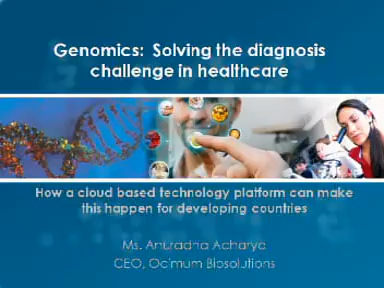 Genomics: Solving the diagnosis
challenge in healthcare
How a cloud based technology platform can make
this happen for developing countries
Ms. Anuradha Acharya
CEO, Ocimum Biosolutions